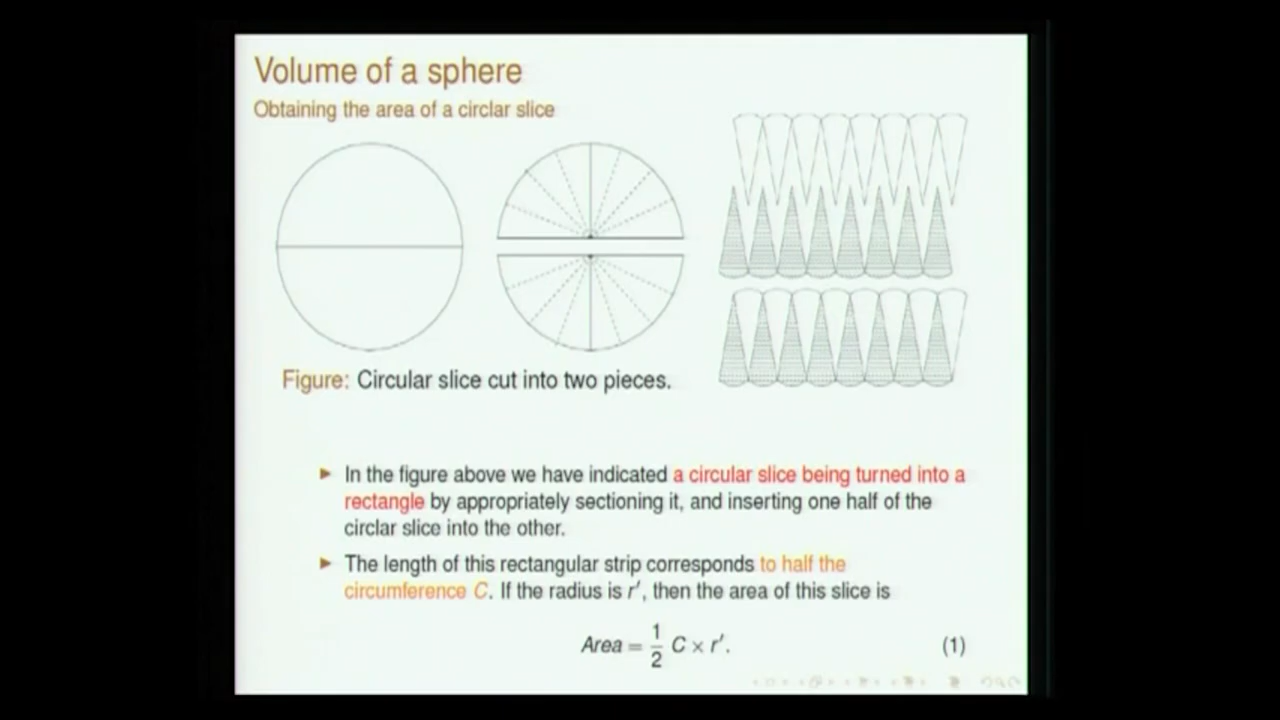 Volume of a sphere
Obtaining the area of a circlar slice
Figure: Circular slice cut into two pieces.
► In the figure above we have indicated a circular slice being turned into a
rectangle by appropriately sectioning it, and inserting one half of the
circlar slice into the other.
► The length of this rectangular strip corresponds to half the
circumference C. If the radius is r′, then the area of this slice is
Area = 1/2 C × r′. (1)